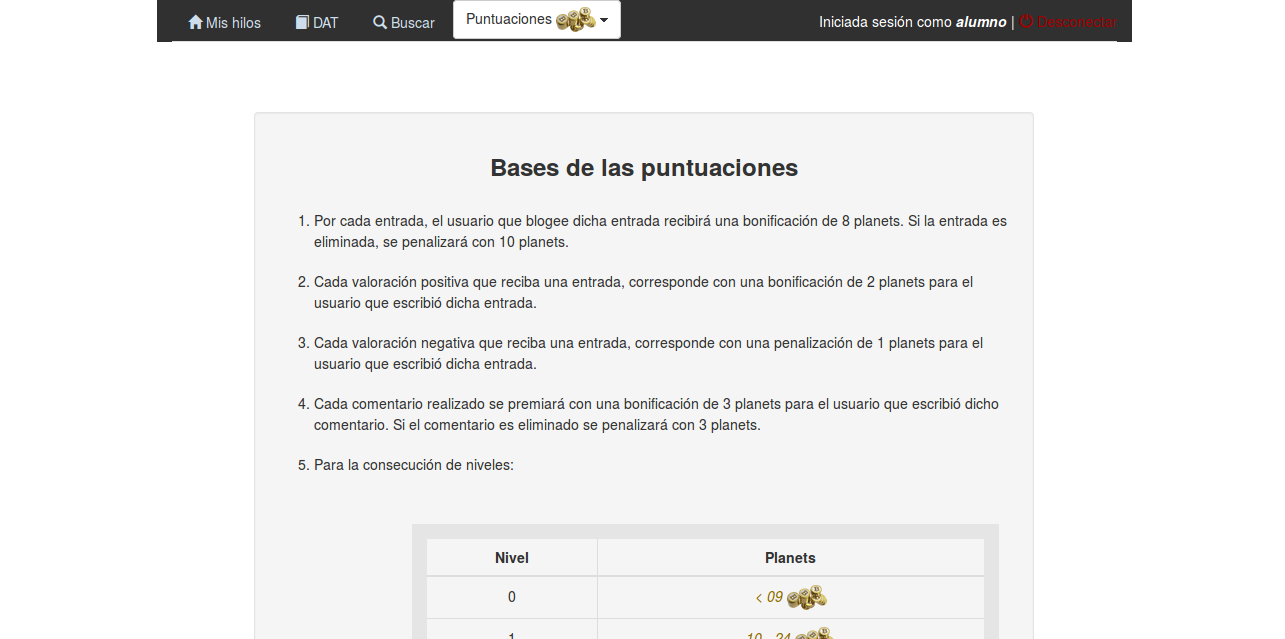 Mis hilos DAT Buscar Puntuaciones Iniciada sesión como alumno | Desconectar
Bases de las puntuaciones
1. Por cada entrada, el usuario que blogee dicha entrada recibirá una bonificación de 8 planets. Si la entrada es
eliminada, se penalizará con 10 planets.
2. Cada valoración positiva que reciba una entrada, corresponde con una bonificación de 2 planets para el
usuario que escribió dicha entrada.
3. Cada valoración negativa que reciba una entrada, corresponde con una penalización de 1 planets para el
usuario que escribió dicha entrada.
4. Cada comentario realizado se premiará con una bonificación de 3 planets para el usuario que escribió dicho
comentario. Si el comentario es eliminado se penalizará con 3 planets.
5. Para la consecución de niveles:
Nivel Planets
0 < 09
1 10 - 24